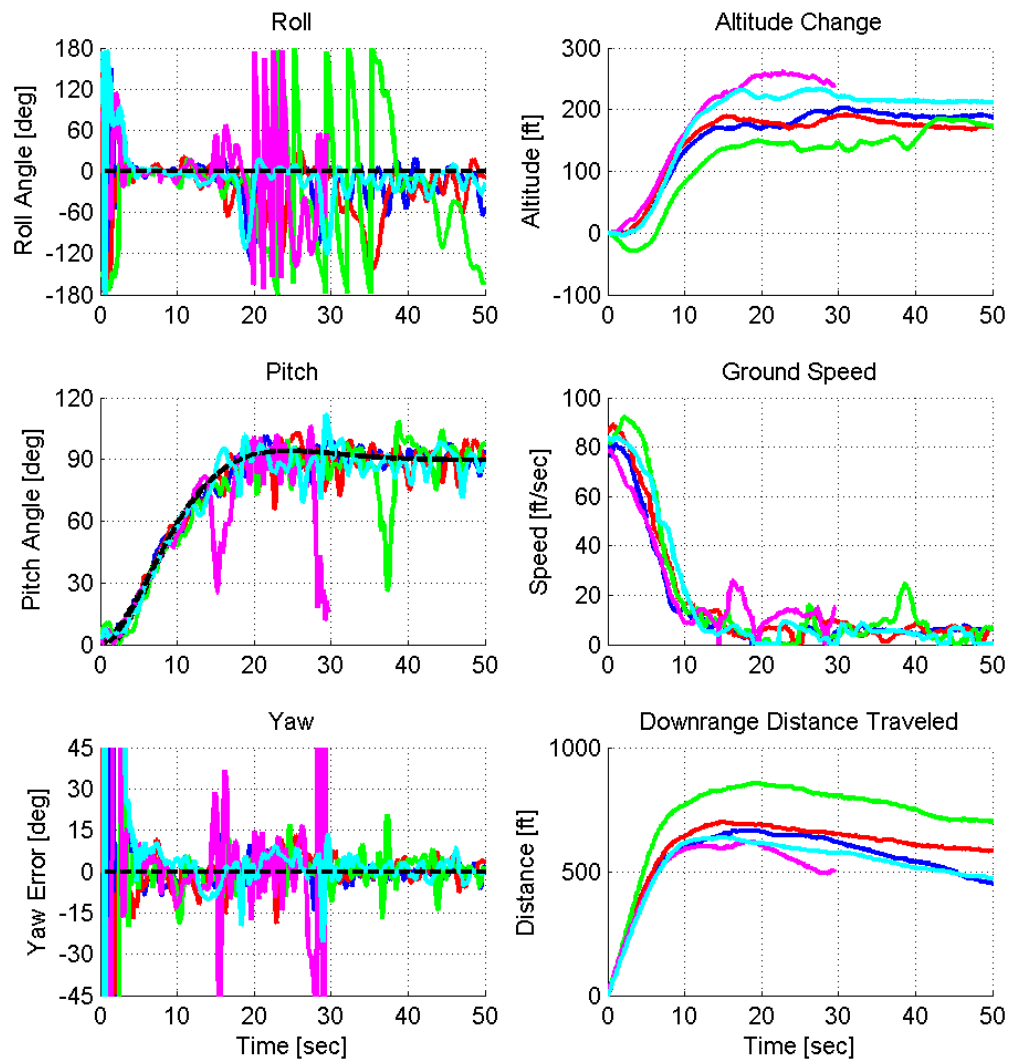 Roll
Roll Angle [deg]
180
120
60
0
-60
-120
-180
0 10 20 30 40 50
Altitude Change
Altitude [ft]
300
200
100
0
-100
0 10 20 30 40 50
Pitch
Pitch Angle [deg]
120
90
60
30
0
0 10 20 30 40 50
Ground Speed
Speed [ft/sec]
100
80
60
40
20
0
0 10 20 30 40 50
Yaw
Yaw Error [deg]
45
30
15
0
-15
-30
-45
0 10 20 30 40 50
Time [sec]
Downrange Distance Traveled
Distance [ft]
1000
500
0
0 10 20 30 40 50
Time [sec]